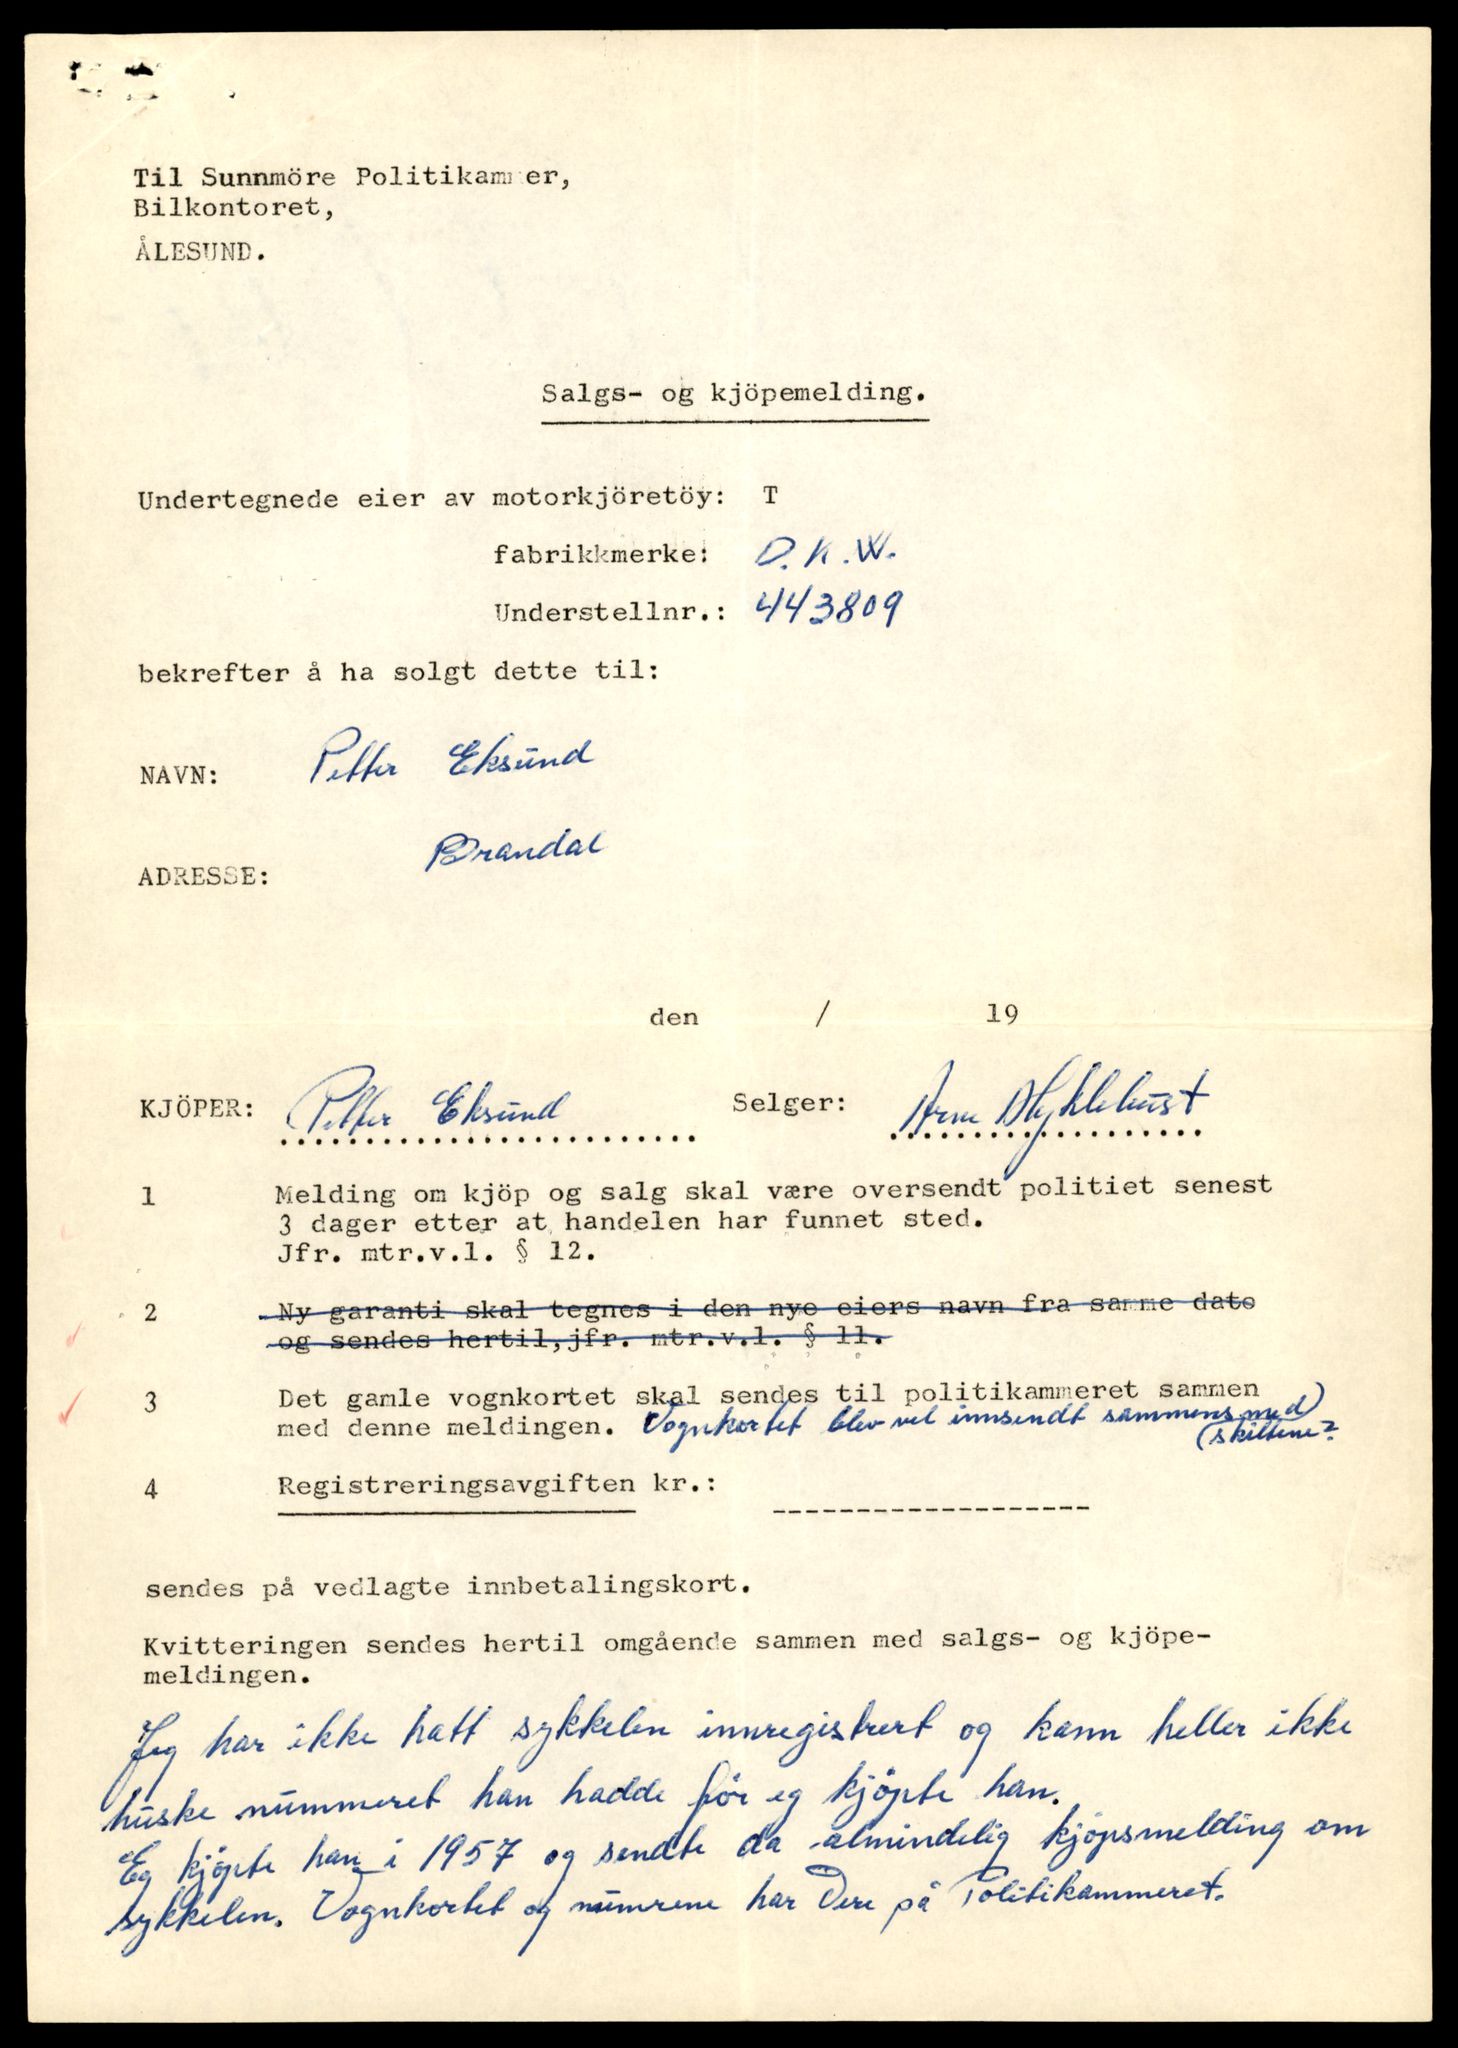 Til Sunnmöre Politikammer,
Bilkontoret,
ÅLESUND.
Salgs- og kjöpemelding.
Undertegnede eier av motorkjöretöy: T
fabrikkmerke: D.K.W.
Understellnr.: 443809
bekrefter å ha solgt dette til:
NAVN: Petter Eksund
ADRESSE: Brandal
den / 19
KJÖPER: Petter Eksund Selger: Arne Myklebust
1 Melding om kjöp og salg skal være oversendt politiet senest
3 dager etter at handelen har funnet sted.
Jfr. mtr.v.l. § 12.
2 Ny garanti skal tegnes i den nye eiers navn fra samme dato
og sendes hertil, jfr. mtr.v.l. § 11.
3 Det gamle vognkortet skal sendes til politikammeret sammen
med denne meldingen. Vognkortet blev vel innsendt sammens med)
(skiltene?
4 Registreringsavgiften kr.: --------------------
sendes på vedlagte innbetalingskort.
Kvitteringen sendes hertil omgående sammen med salgs- og kjöpe-
meldingen.
Jeg har ikke hatt sykkelen innregistrert og kann heller ikke
huske nummeret han hadde för eg kjöpte han.
Eg kjöpte han i 1957 og sendte da almindelig kjöpsmelding om
sykkelen. Vognkortet og numrene har Dere på Politikammeret.